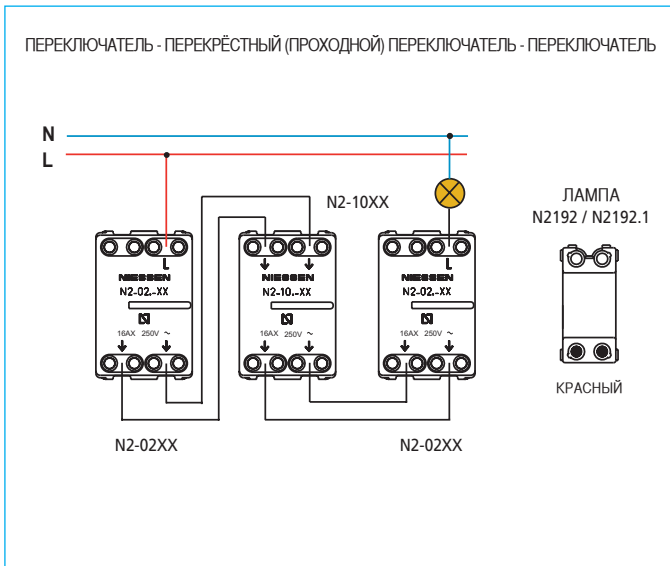 ПЕРЕКЛЮЧАТЕЛЬ - ПЕРЕКРЁСТНЫЙ (ПРОХОДНОЙ) ПЕРЕКЛЮЧАТЕЛЬ - ПЕРЕКЛЮЧАТЕЛЬ
N
L
N2-10XX
ЛАМПА
N2192 / N2192.1
L
NIESSEN
N2-02.-XX
16AX 250V ~
NIESSEN
N2-10.-XX
16AX 250V ~
L
NIESSEN
N2-02.-XX
16AX 250V ~
КРАСНЫЙ
N2-02XX
N2-02XX